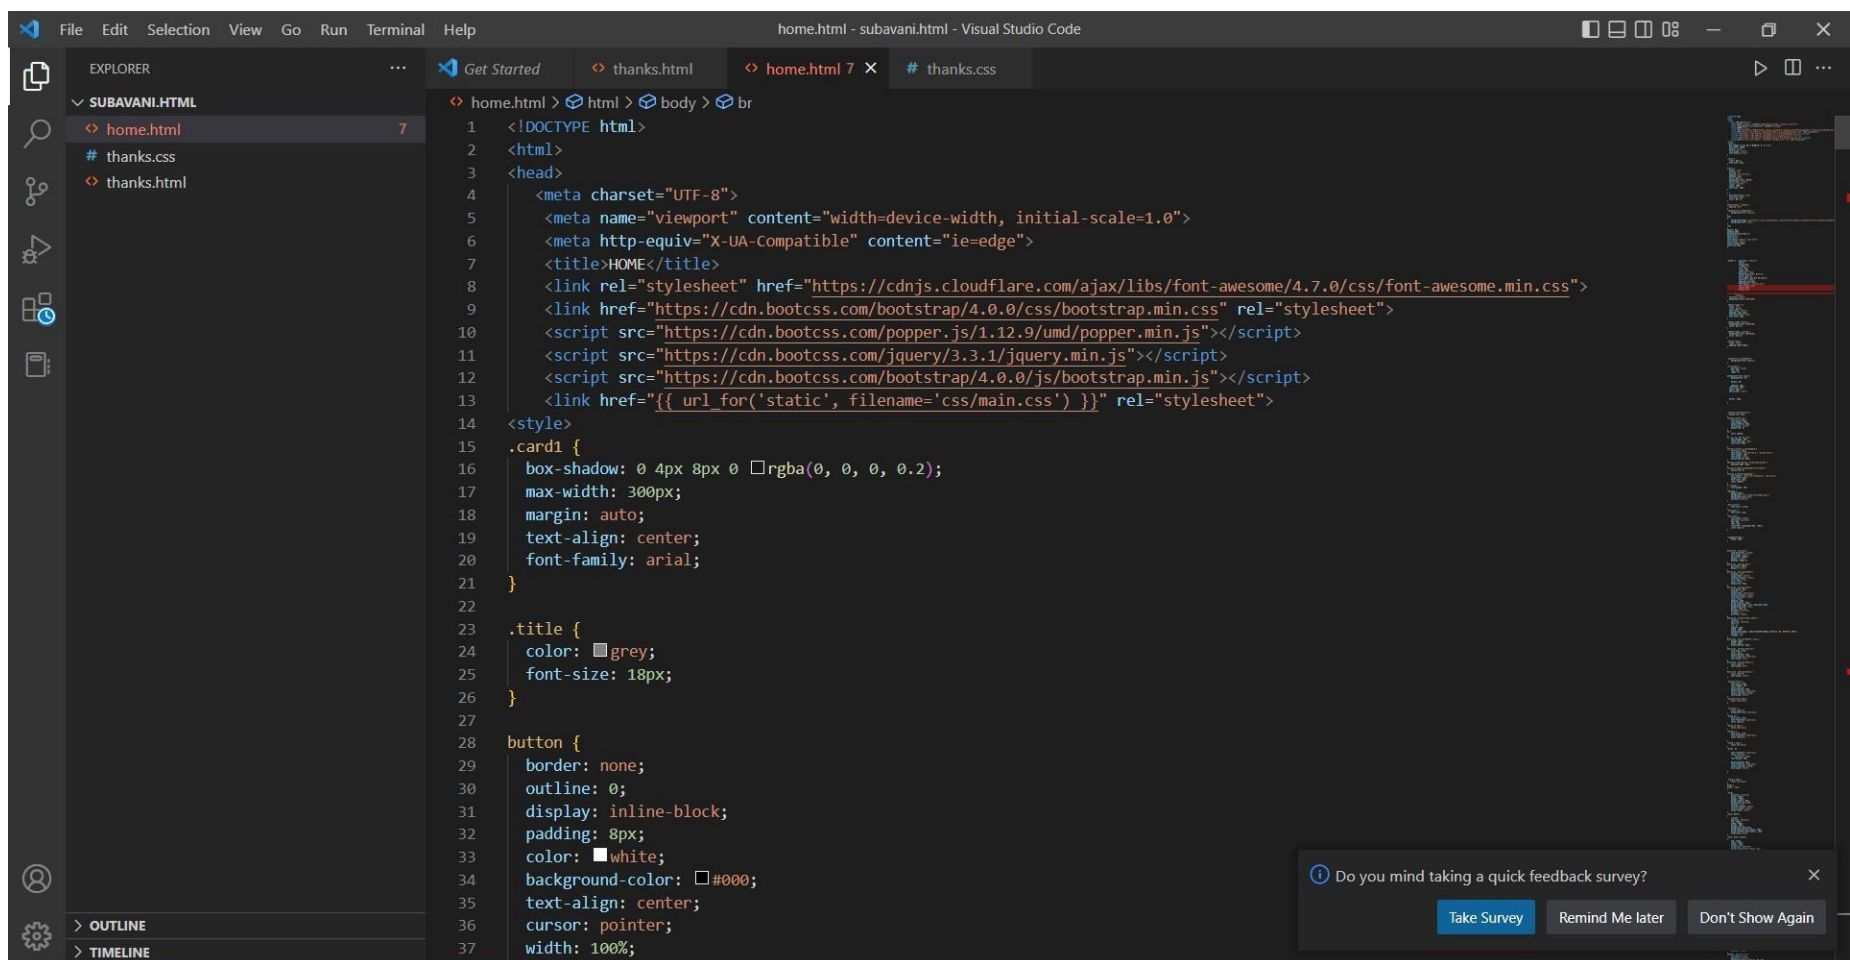 File Edit Selection View Go Run Terminal Help home.html - subavani.html - Visual Studio Code
EXPLORER
SUBAVANI.HTML
home.html 7
thanks.css
thanks.html
OUTLINE
TIMELINE
Get Started thanks.html home.html 7 # thanks.css
home.html > html > body > br
1 <!DOCTYPE html>
2 <html>
3 <head>
4 <meta charset="UTF-8">
5 <meta name="viewport" content="width=device-width, initial-scale=1.0">
6 <meta http-equiv="X-UA-Compatible" content="ie=edge">
7 <title>HOME</title>
8 <link rel="stylesheet" href="https://cdnjs.cloudflare.com/ajax/libs/font-awesome/4.7.0/css/font-awesome.min.css">
9 <link href="https://cdn.bootcss.com/bootstrap/4.0.0/css/bootstrap.min.css" rel="stylesheet">
10 <script src="https://cdn.bootcss.com/popper.js/1.12.9/umd/popper.min.js"></script>
11 <script src="https://cdn.bootcss.com/jquery/3.3.1/jquery.min.js"></script>
12 <script src="https://cdn.bootcss.com/bootstrap/4.0.0/js/bootstrap.min.js"></script>
13 <link href="{{ url_for('static', filename='css/main.css') }}" rel="stylesheet">
14 <style>
15 .card1 {
16 box-shadow: 0 4px 8px 0 rgba(0, 0, 0, 0.2);
17 max-width: 300px;
18 margin: auto;
19 text-align: center;
20 font-family: arial;
21 }
22
23 .title {
24 color: grey;
25 font-size: 18px;
26 }
27
28 button {
29 border: none;
30 outline: 0;
31 display: inline-block;
32 padding: 8px;
33 color: white;
34 background-color: #000;
35 text-align: center;
36 cursor: pointer;
37 width: 100%;
Do you mind taking a quick feedback survey?
Take Survey Remind Me later Don't Show Again